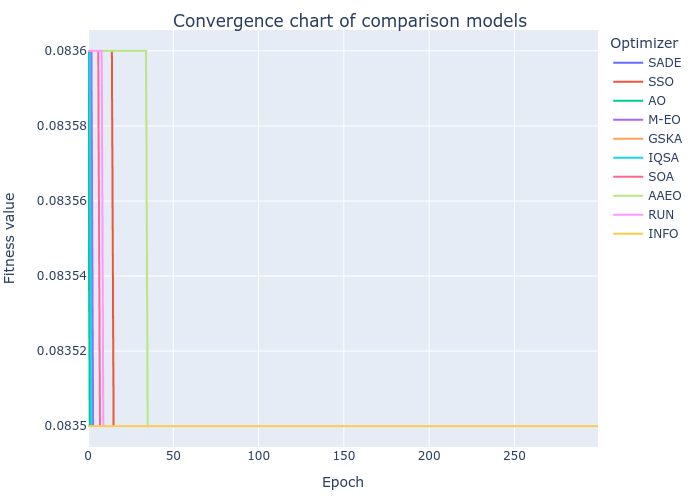 Convergence chart of comparison models
Fitness value
0.0836
0.08358
0.08356
0.08354
0.08352
0.0835
0
50
100
150
200
250
Epoch
Optimizer
SADE
SSO
AO
M-EO
GSKA
IQSA
SOA
AAEO
RUN
INFO